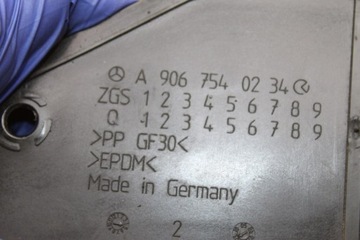 A 906 754 02 34
ZGS 1 2 3 4 5 6 7 8 9
Q 1 2 3 4 5 6 7 8 9
>PP GF30<
>EPDM<
Made in Germany
2